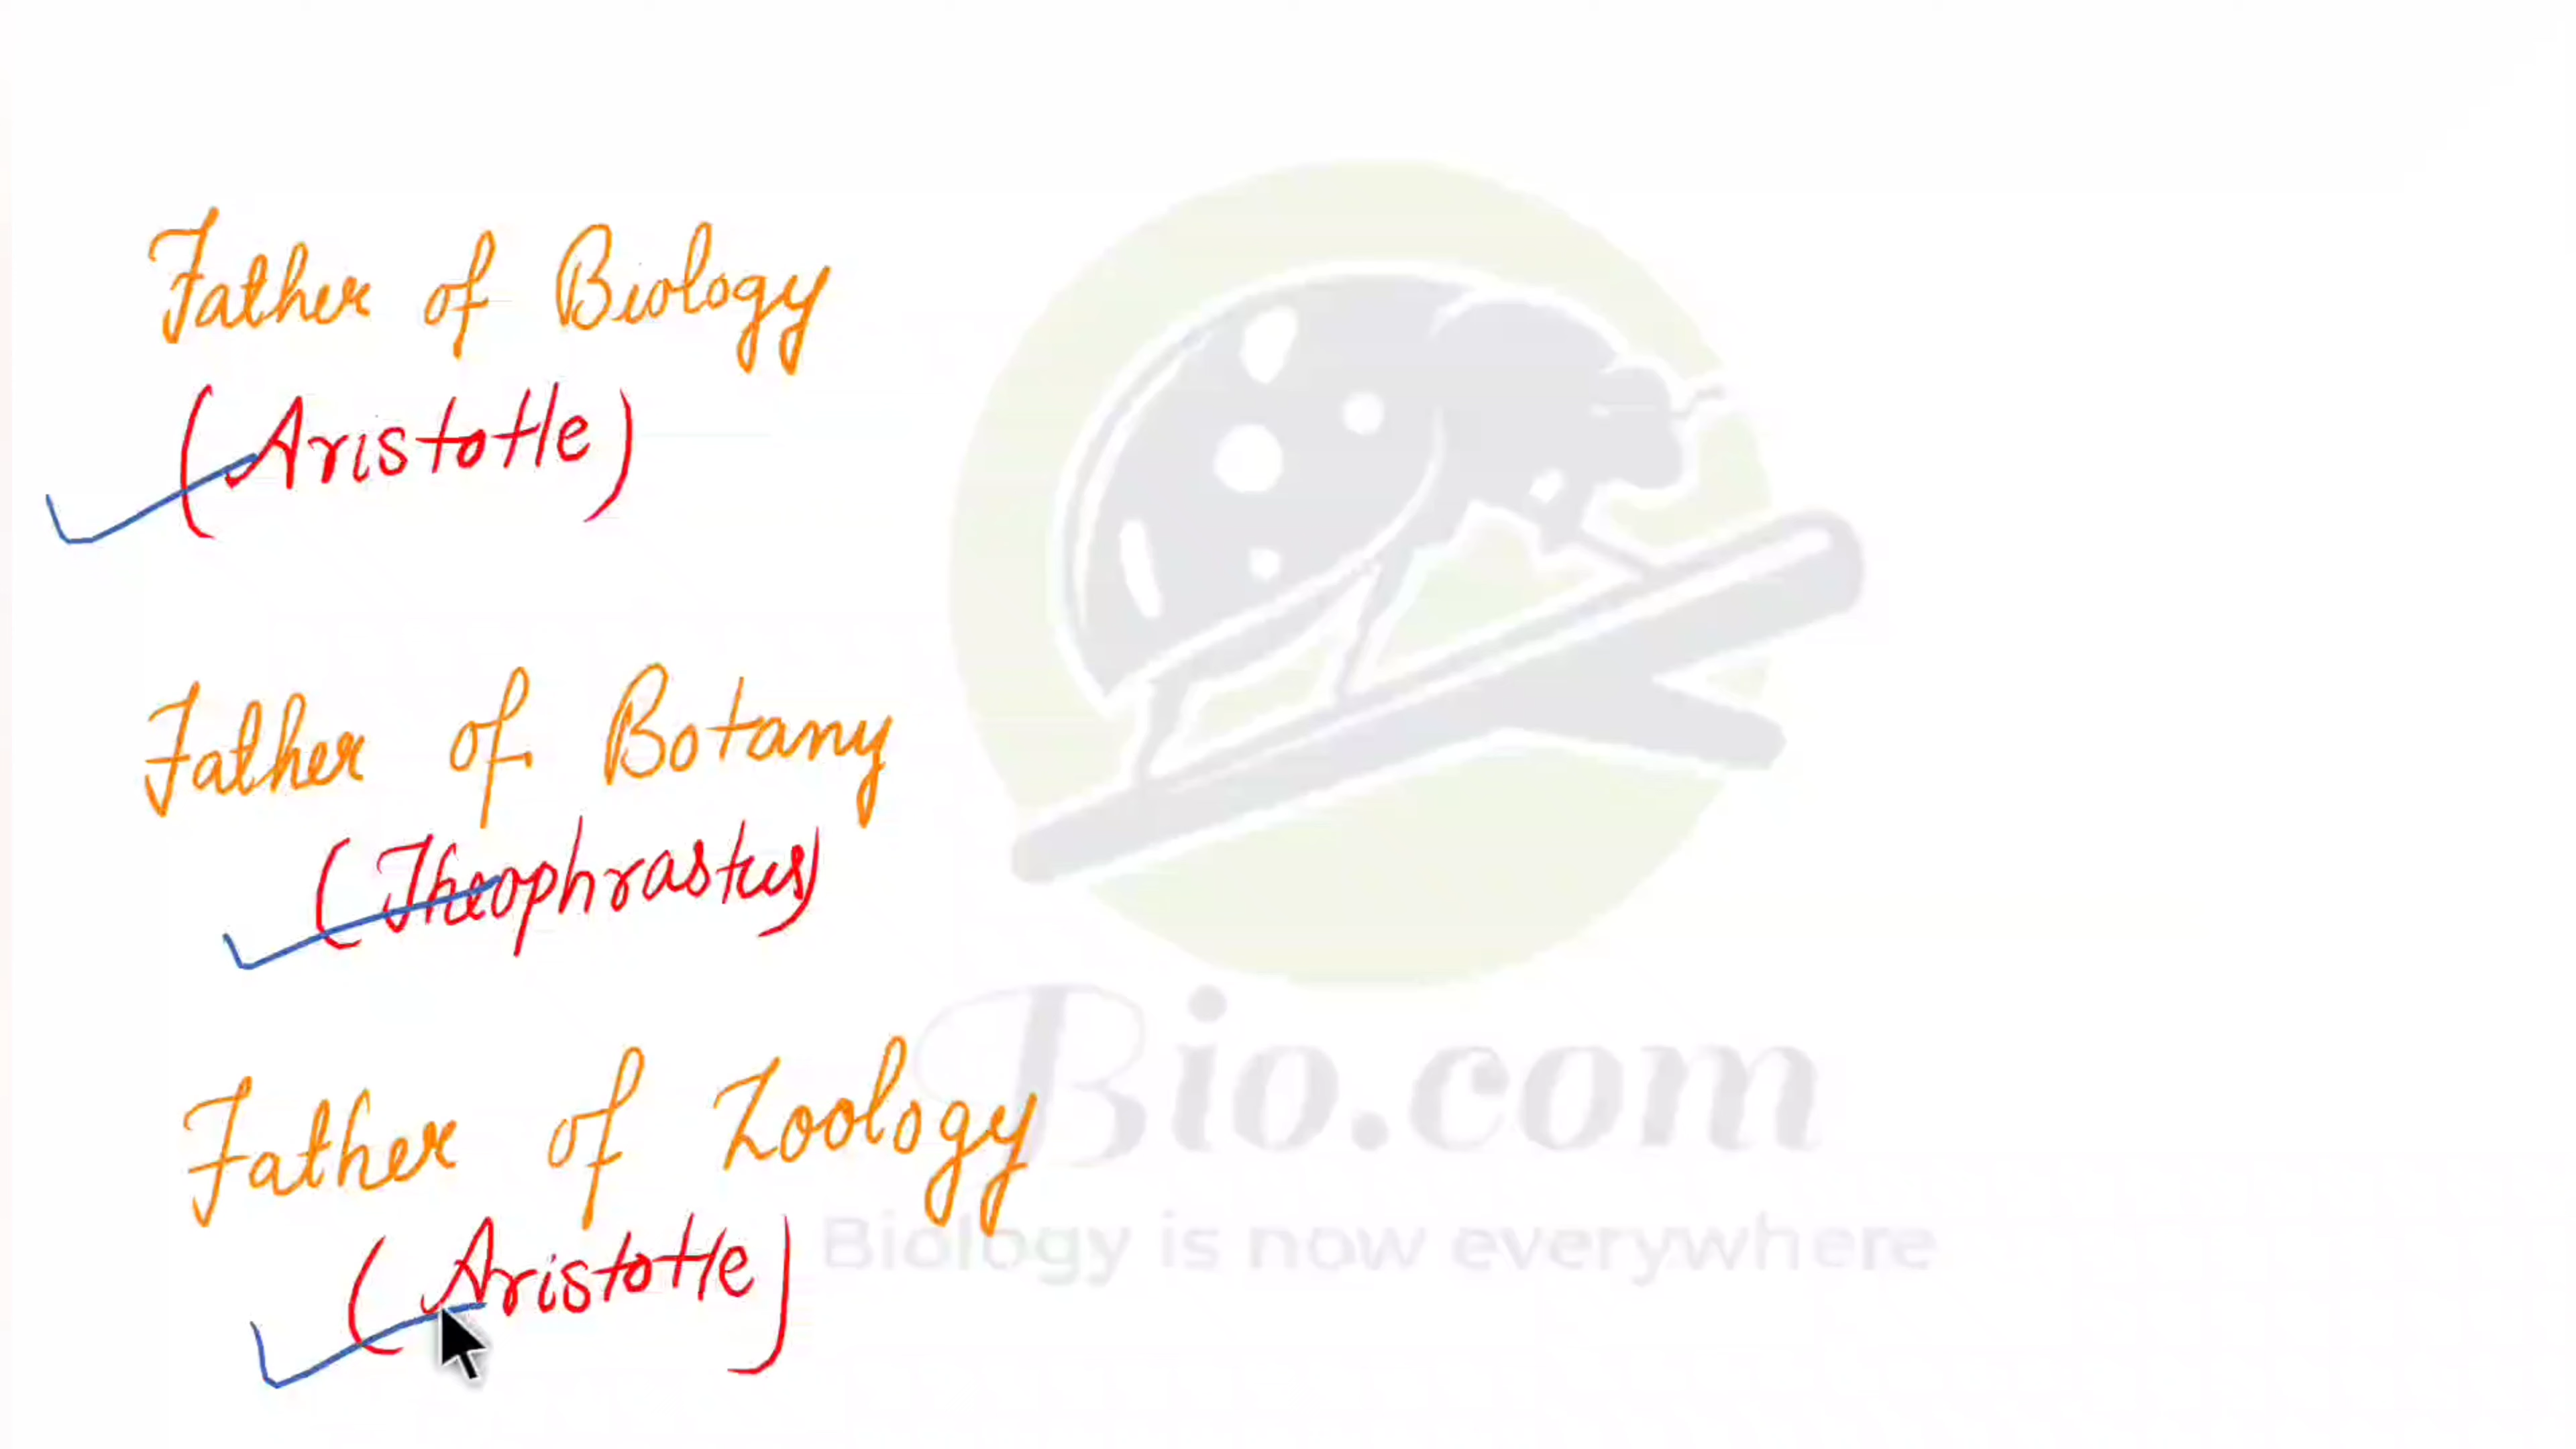 Father of Biology
(Aristotle)
Father of Botany
(Theophrastus)
Father of Zoology
(Aristotle)
Bio.com
Biology is now everywhere